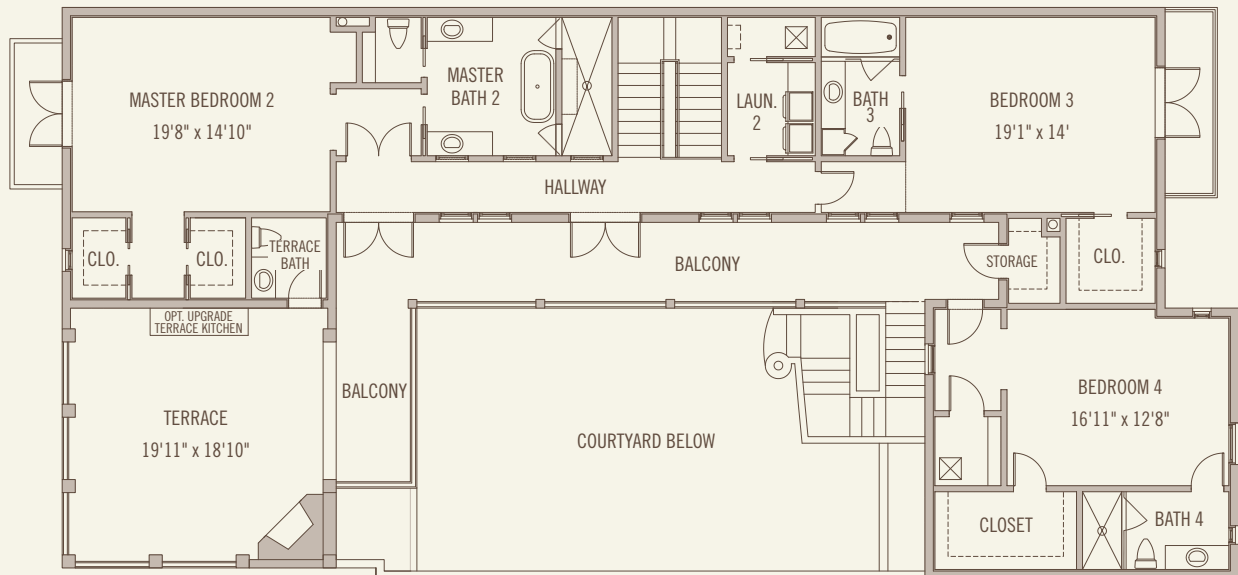 MASTER BEDROOM 2
19'8" x 14'10"
MASTER
BATH 2
LAUN.
2
BATH
3
BEDROOM 3
19'1" x 14'
HALLWAY
CLO.
CLO.
TERRACE
BATH
BALCONY
STORAGE
CLO.
OPT. UPGRADE
TERRACE KITCHEN
BALCONY
TERRACE
19'11" x 18'10"
COURTYARD BELOW
BEDROOM 4
16'11" x 12'8"
CLOSET
BATH 4